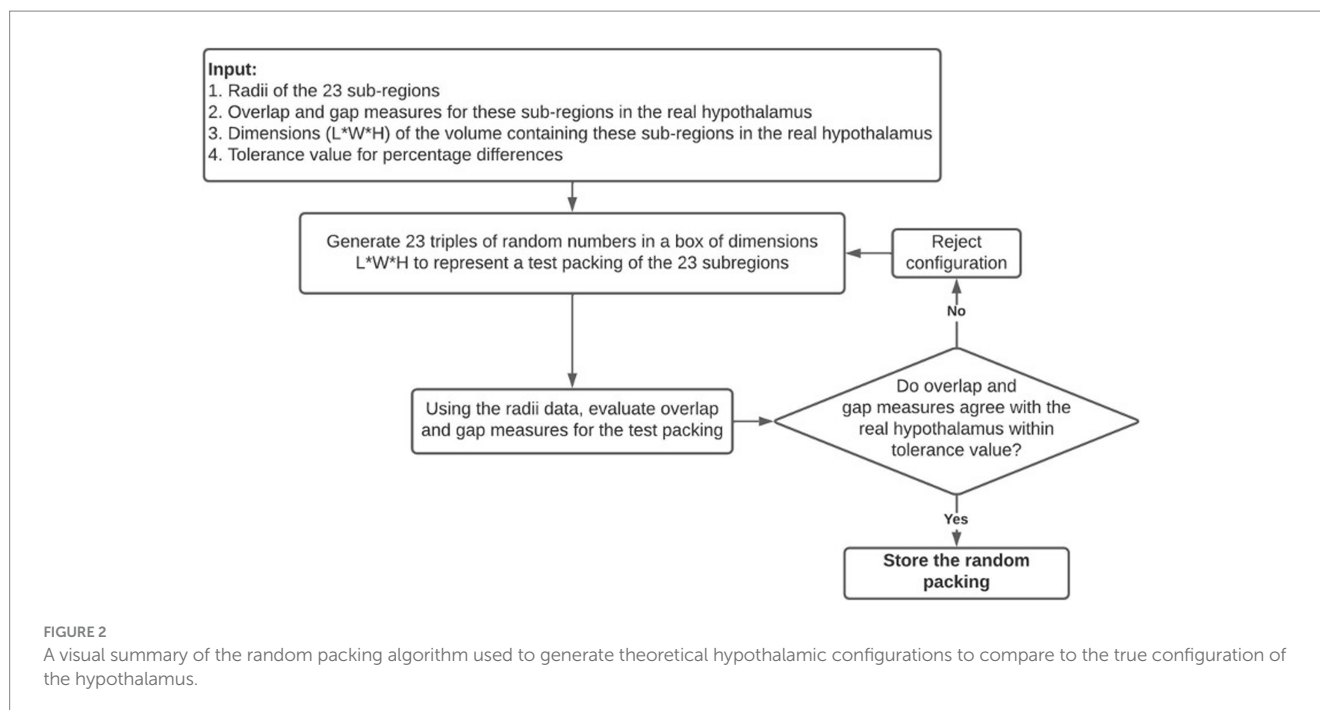 Input:
1. Radii of the 23 sub-regions
2. Overlap and gap measures for these sub-regions in the real hypothalamus
3. Dimensions (L*W*H) of the volume containing these sub-regions in the real hypothalamus
4. Tolerance value for percentage differences
Generate 23 triples of random numbers in a box of dimensions
L*W*H to represent a test packing of the 23 subregions
Reject
configuration
No
Using the radii data, evaluate overlap
and gap measures for the test packing
Do overlap and
gap measures agree with the
real hypothalamus within
tolerance value?
Yes
Store the random
packing
FIGURE 2
A visual summary of the random packing algorithm used to generate theoretical hypothalamic configurations to compare to the true configuration of
the hypothalamus.